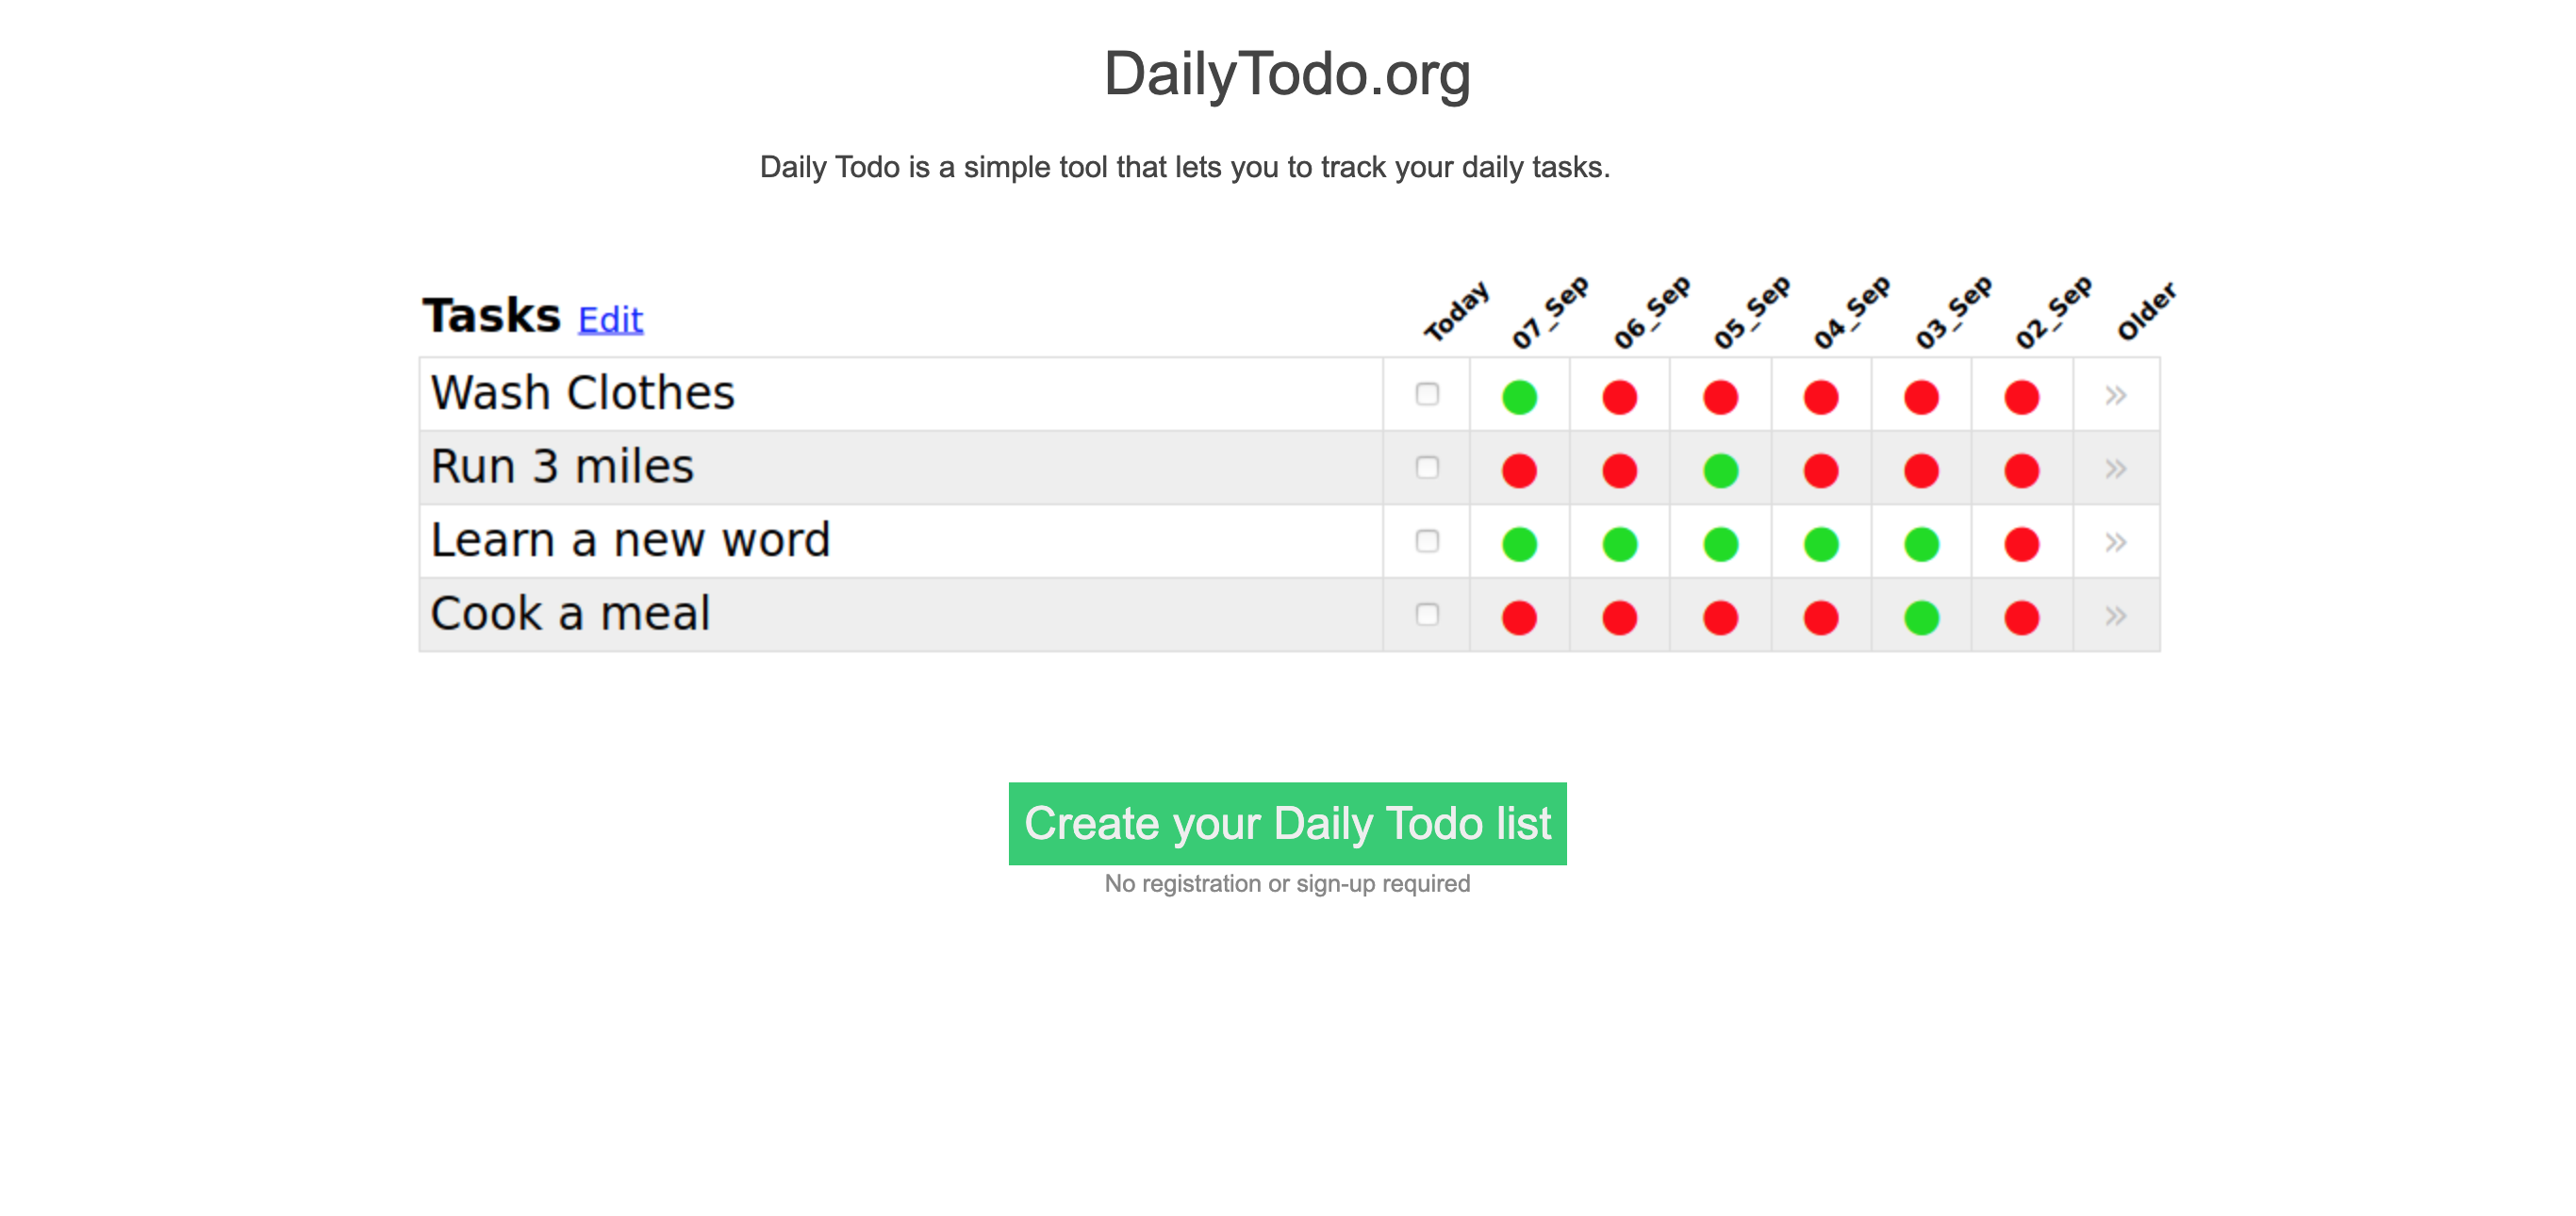 DailyTodo.org
Daily Todo is a simple tool that lets you to track your daily tasks.
Tasks Edit Today 07_Sep 06_Sep 05_Sep 04_Sep 03_Sep 02_Sep Older
Wash Clothes »
Run 3 miles »
Learn a new word »
Cook a meal »
Create your Daily Todo list
No registration or sign-up required